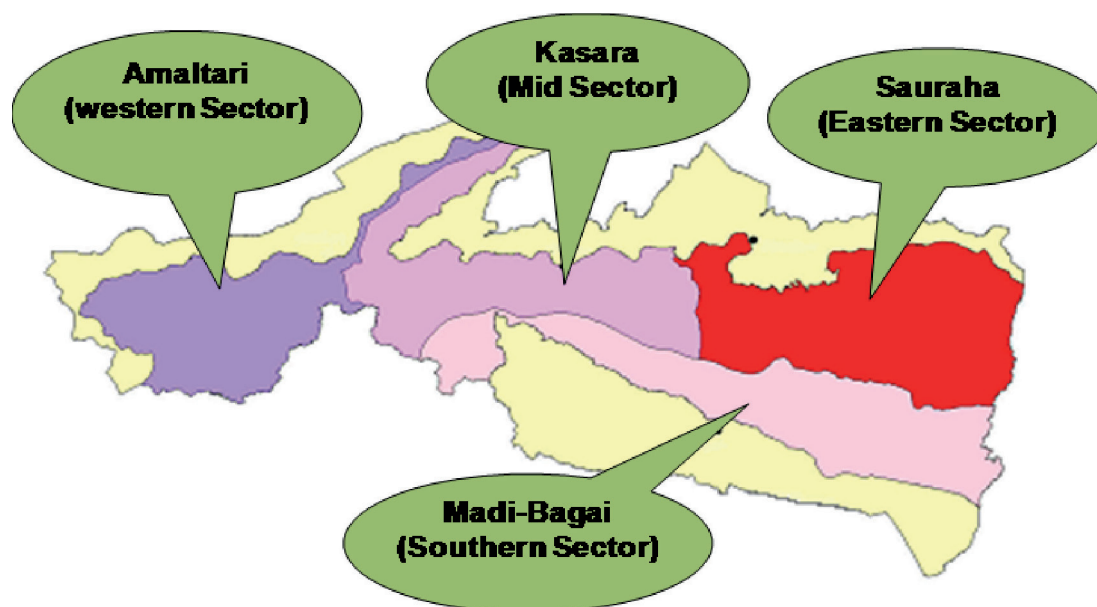 Amaltari
(western Sector)
Kasara
(Mid Sector)
Sauraha
(Eastern Sector)
Madi-Bagai
(Southern Sector)